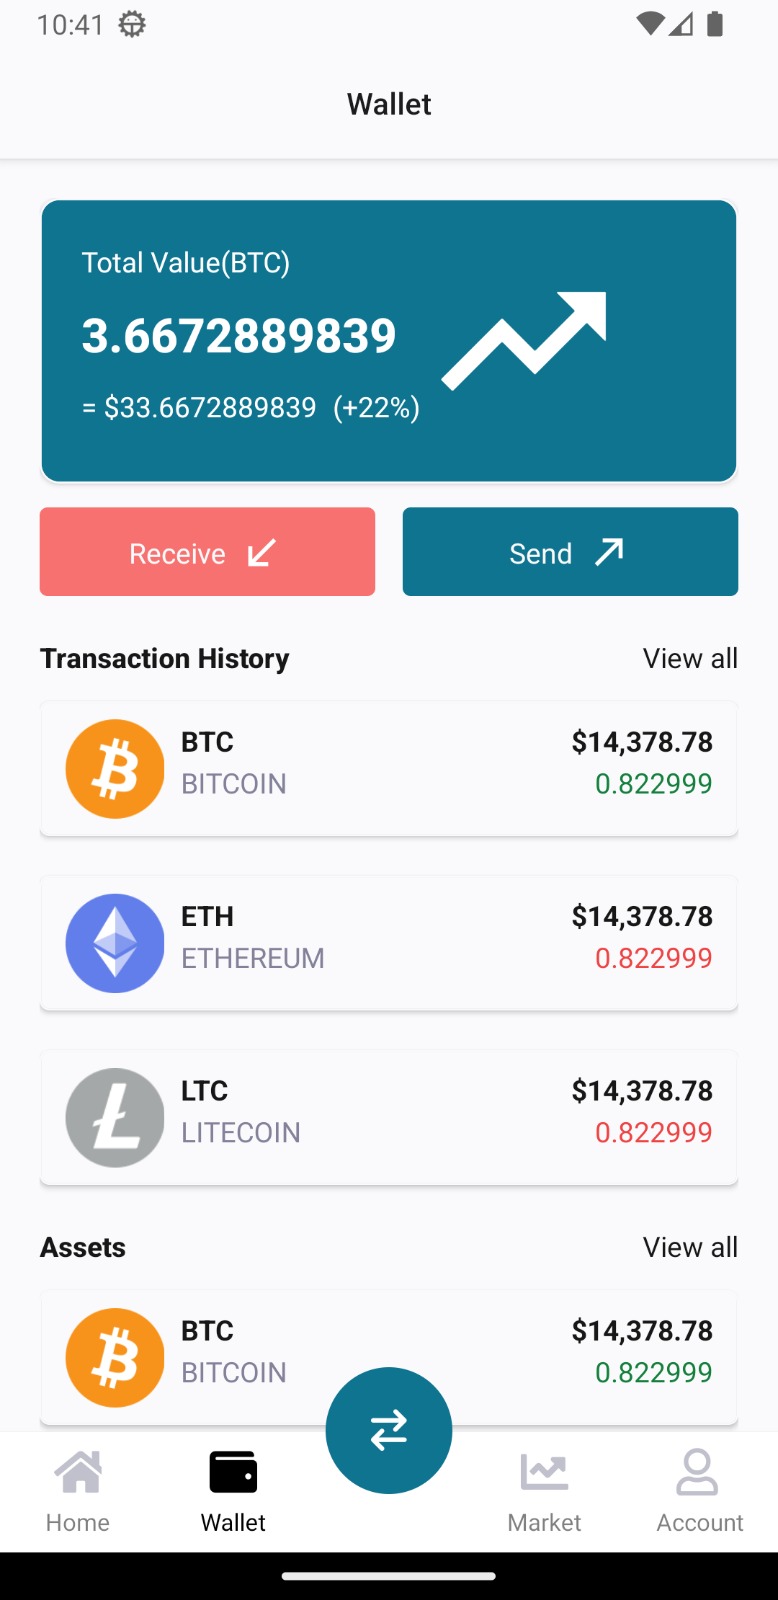 10:41
Wallet
Total Value(BTC)
3.6672889839
= $33.6672889839 (+22%)
Receive
Send
Transaction History
View all
BTC
$14,378.78
BITCOIN
0.822999
ETH
$14,378.78
ETHEREUM
0.822999
LTC
$14,378.78
LITECOIN
0.822999
Assets
View all
BTC
$14,378.78
BITCOIN
0.822999
Home
Wallet
Market
Account